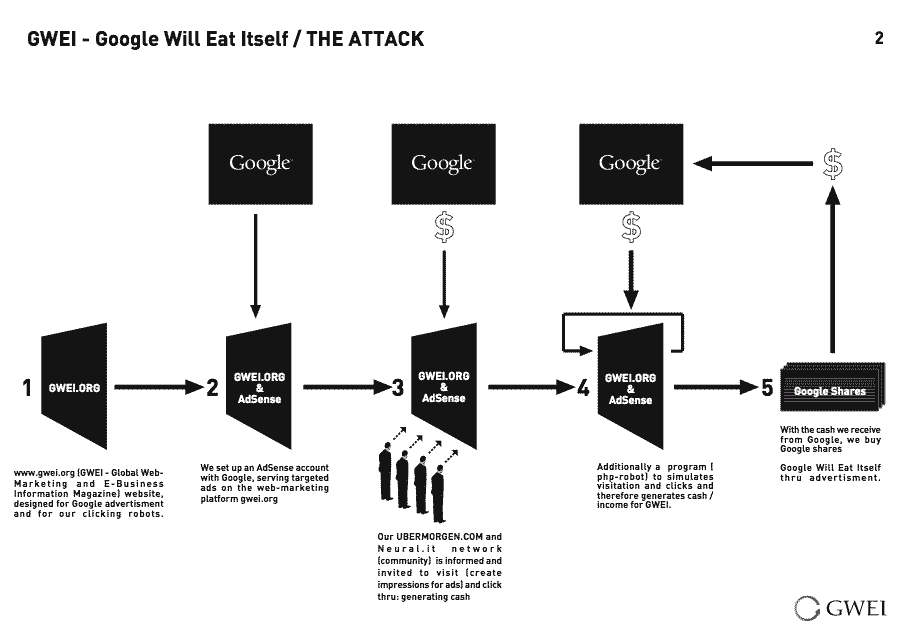 GWEI - Google Will Eat Itself / THE ATTACK
2
Google
Google
Google
$
$
$
1
GWEI.ORG
2
GWEI.ORG
&
AdSense
3
GWEI.ORG
&
AdSense
4
GWEI.ORG
&
AdSense
5
Google Shares
www.gwei.org (GWEI - Global Web-
Marketing and E-Business
Information Magazine) website,
designed for Google advertisment
and for our clicking robots.
We set up an AdSense account
with Google, serving targeted
ads on the web-marketing
platform gwei.org
Our UBERMORGEN.COM and
Neural.it network
(community) is informed and
invited to visit (create
impressions for ads) and click
thru: generating cash
Additionally a program (
php-robot) to simulates
visitation and clicks and
therefore generates cash /
income for GWEI.
With the cash we receive
from Google, we buy
Google shares
Google Will Eat Itself
thru advertisment.
GWEI